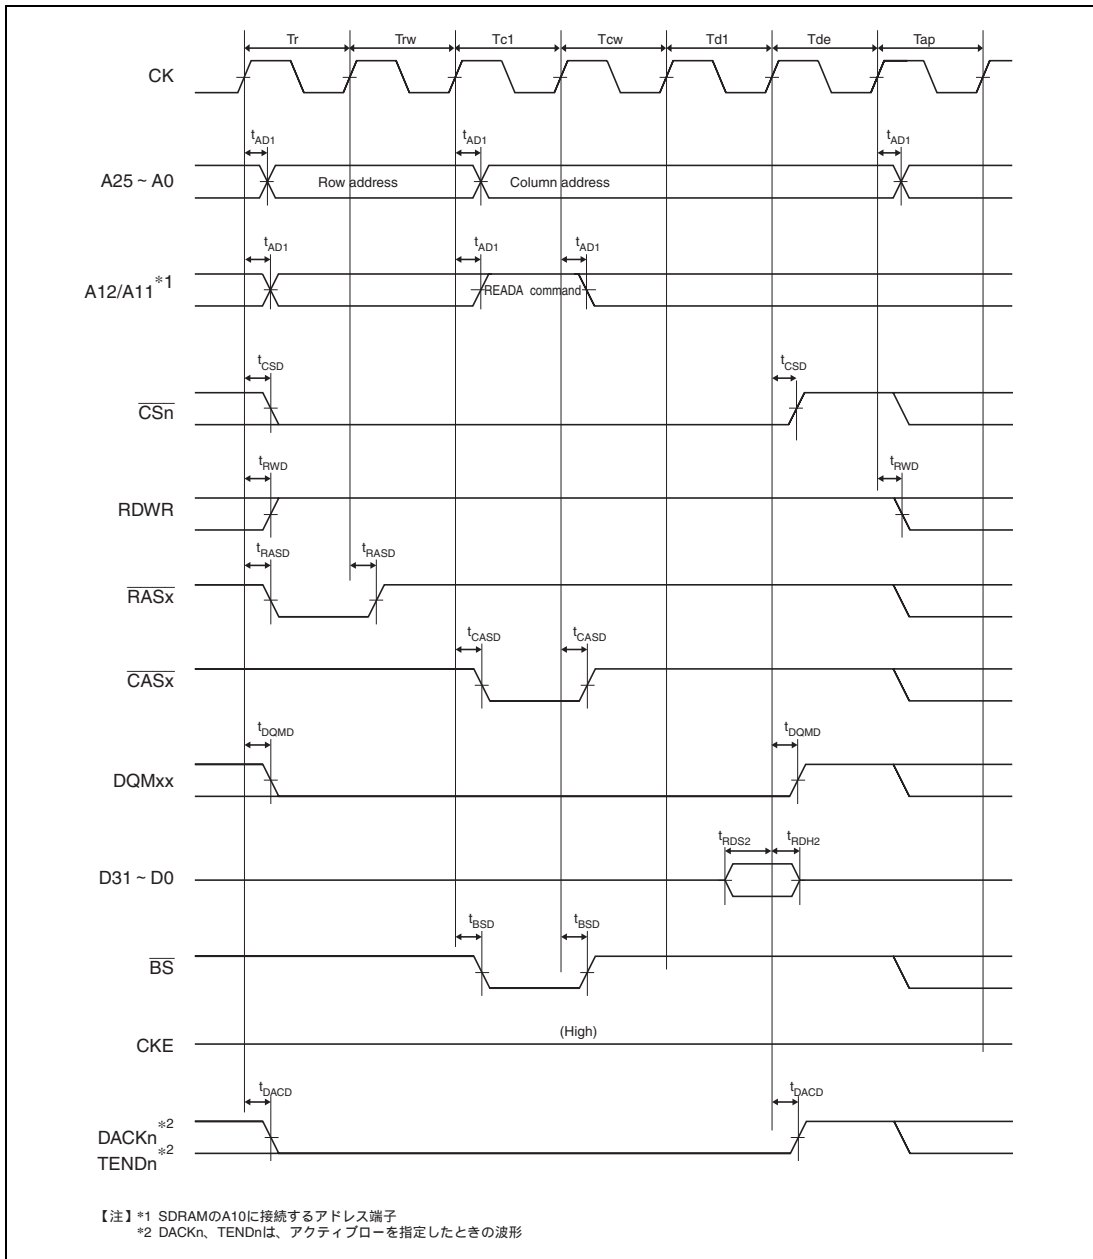 Tr Trw Tc1 Tcw Td1 Tde Tap
CK
tAD1 tAD1 tAD1
A25 ~ A0 Row address Column address
tAD1 tAD1 tAD1
A12/A11*1 READA command
tCSD tCSD
CSn
tRWD tRWD
RDWR
tRASD tRASD
RASx
tCASD tCASD
CASx
tDQMD tDQMD
DQMxx
tRDS2 tRDH2
D31 ~ D0
tBSD tBSD
BS
(High)
CKE
tDACD tDACD
DACKn*2
TENDn*2
【注】*1 SDRAMのA10に接続するアドレス端子
*2 DACKn、TENDnは、アクティブローを指定したときの波形